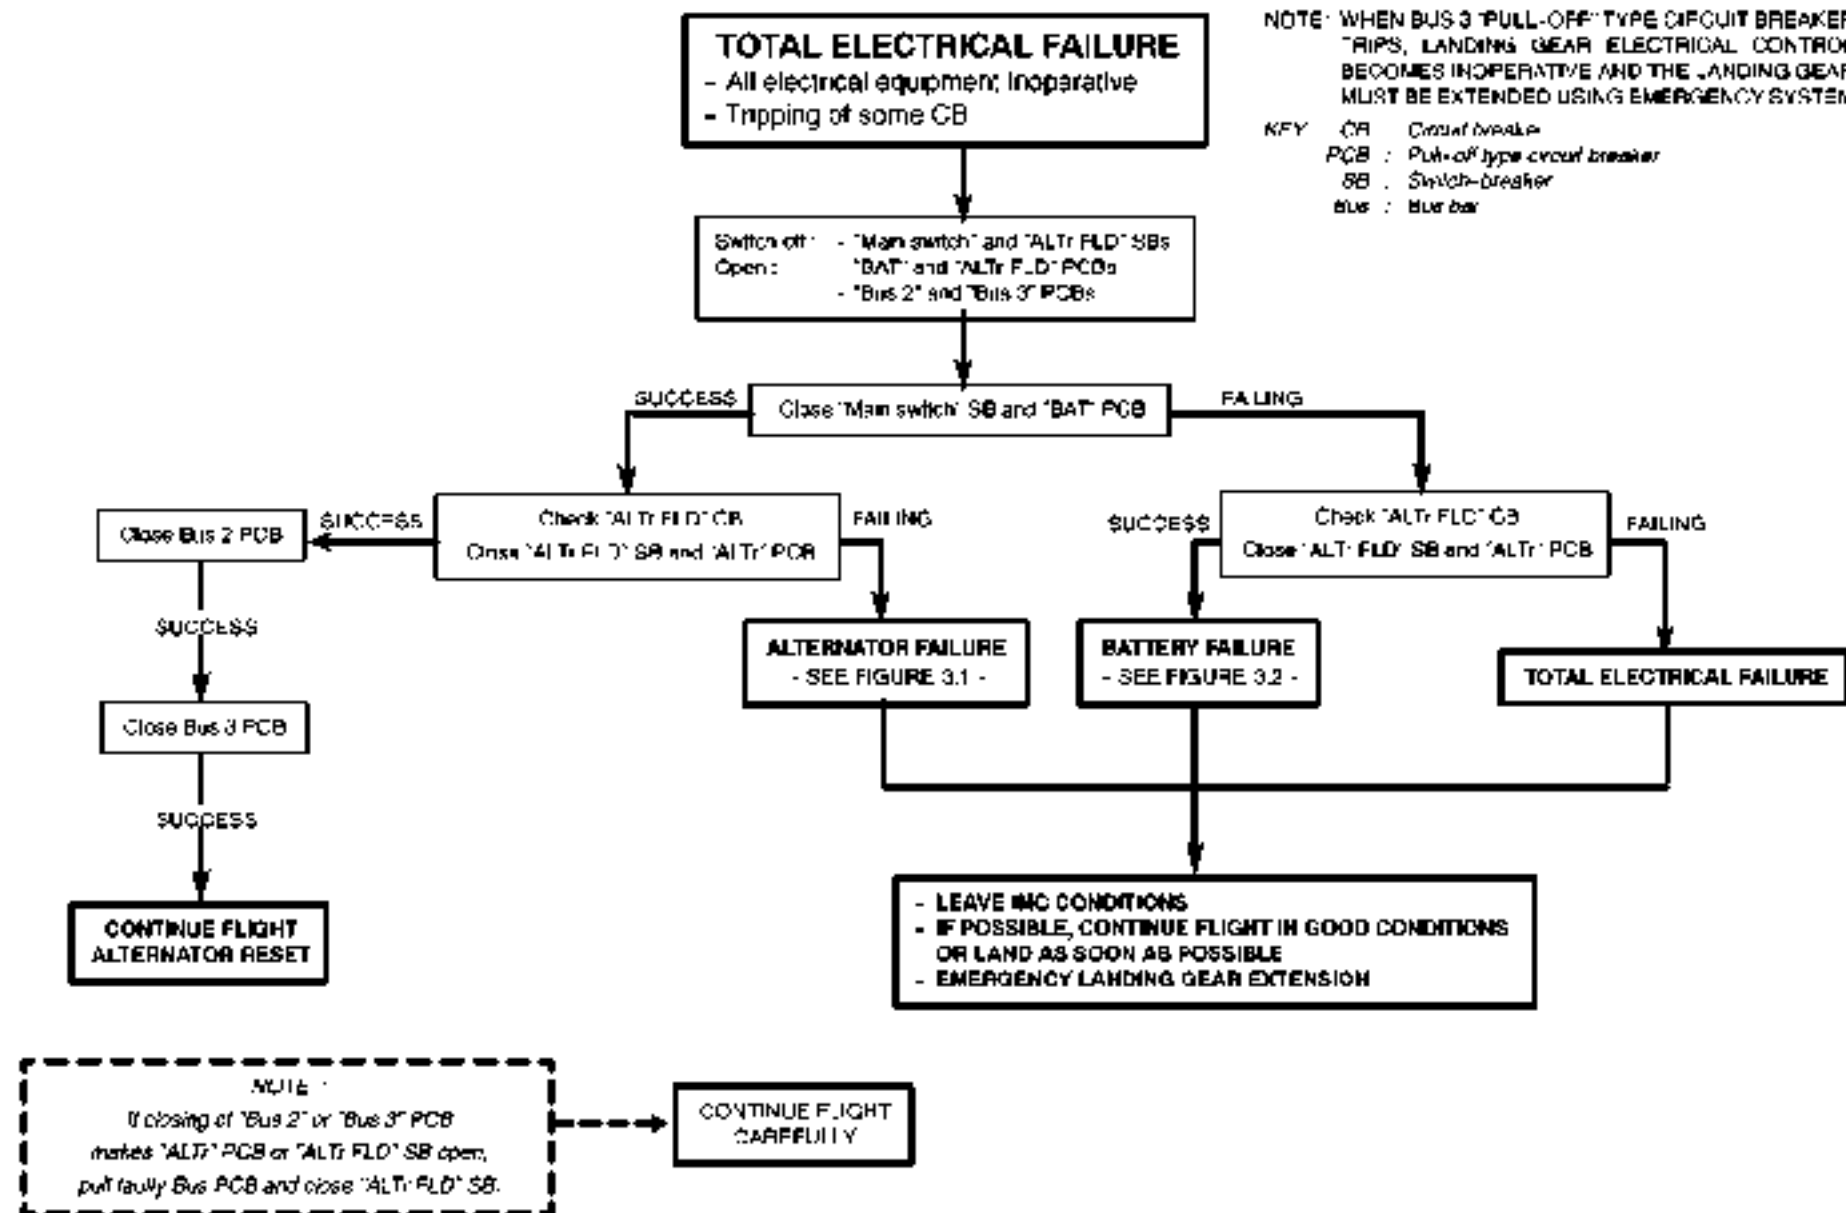 TOTAL ELECTRICAL FAILURE
- All electrical equipment inoperative
- Tripping of some CB
NOTE: WHEN BUS 3 "PULL-OFF" TYPE CIRCUIT BREAKER
TRIPS, LANDING GEAR ELECTRICAL CONTROL
BECOMES INOPERATIVE AND THE LANDING GEAR
MUST BE EXTENDED USING EMERGENCY SYSTEM
KEY CB Circuit breaker
PCB : Pull-off type circuit breaker
SB : Switch-breaker
Bus : Bus bar
Switch off : - "Main switch" and "ALTr FLD" SBs
Open : "BAT" and "ALTr FLD" PCBs
- "Bus 2" and "Bus 3" PCBs
SUCCESS
Close "Main switch" SB and "BAT" PCB
FAILING
Close Bus 2 PCB
SUCCESS
Check "ALTr FLD" CB
Close "ALTr FLD" SB and "ALTr" PCB
FAILING
SUCCESS
Check "ALTr FLD" CB
Close "ALTr FLD" SB and "ALTr" PCB
FAILING
SUCCESS
ALTERNATOR FAILURE
- SEE FIGURE 3.1 -
BATTERY FAILURE
- SEE FIGURE 3.2 -
TOTAL ELECTRICAL FAILURE
Close Bus 3 PCB
SUCCESS
CONTINUE FLIGHT
ALTERNATOR RESET
- LEAVE IMC CONDITIONS
- IF POSSIBLE, CONTINUE FLIGHT IN GOOD CONDITIONS
OR LAND AS SOON AS POSSIBLE
- EMERGENCY LANDING GEAR EXTENSION
NOTE :
If closing of "Bus 2" or "Bus 3" PCB
makes "ALTr" PCB or "ALTr FLD" SB open,
pull faulty Bus PCB and close "ALTr FLD" SB.
CONTINUE FLIGHT
CAREFULLY